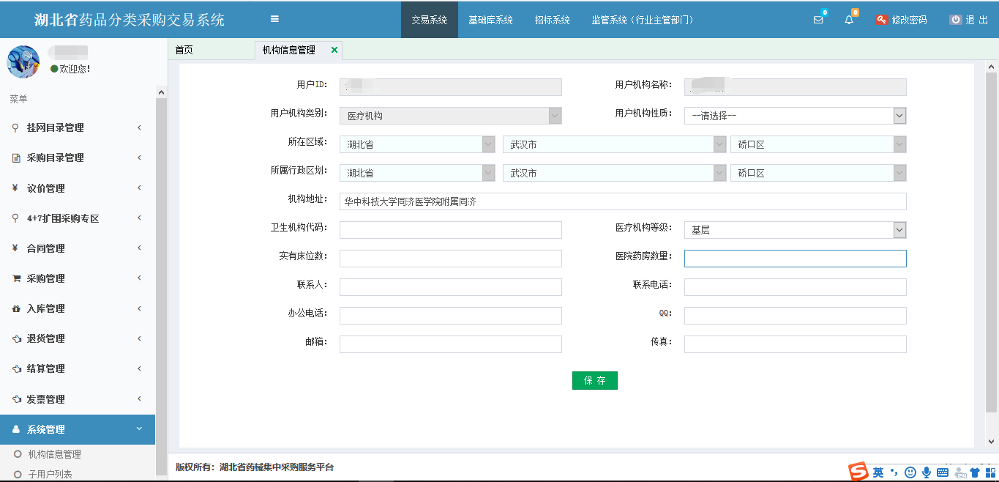 湖北省药品分类采购交易系统
交易系统 基础库系统 招标系统 监管系统（行业主管部门）
0 0 修改密码 退 出
欢迎您!
首页 机构信息管理
菜单
挂网目录管理
采购目录管理
议价管理
4+7扩围采购专区
合同管理
采购管理
入库管理
退货管理
结算管理
发票管理
系统管理
机构信息管理
子用户列表
用户ID: 用户机构名称:
用户机构类别: 医疗机构 用户机构性质: --请选择--
所在区域: 湖北省 武汉市 硚口区
所属行政区划: 湖北省 武汉市 硚口区
机构地址: 华中科技大学同济医学院附属同济
卫生机构代码: 医疗机构等级: 基层
实有床位数: 医院药房数量:
联系人: 联系电话:
办公电话: QQ:
邮箱: 传真:
保 存
版权所有: 湖北省药械集中采购服务平台
英